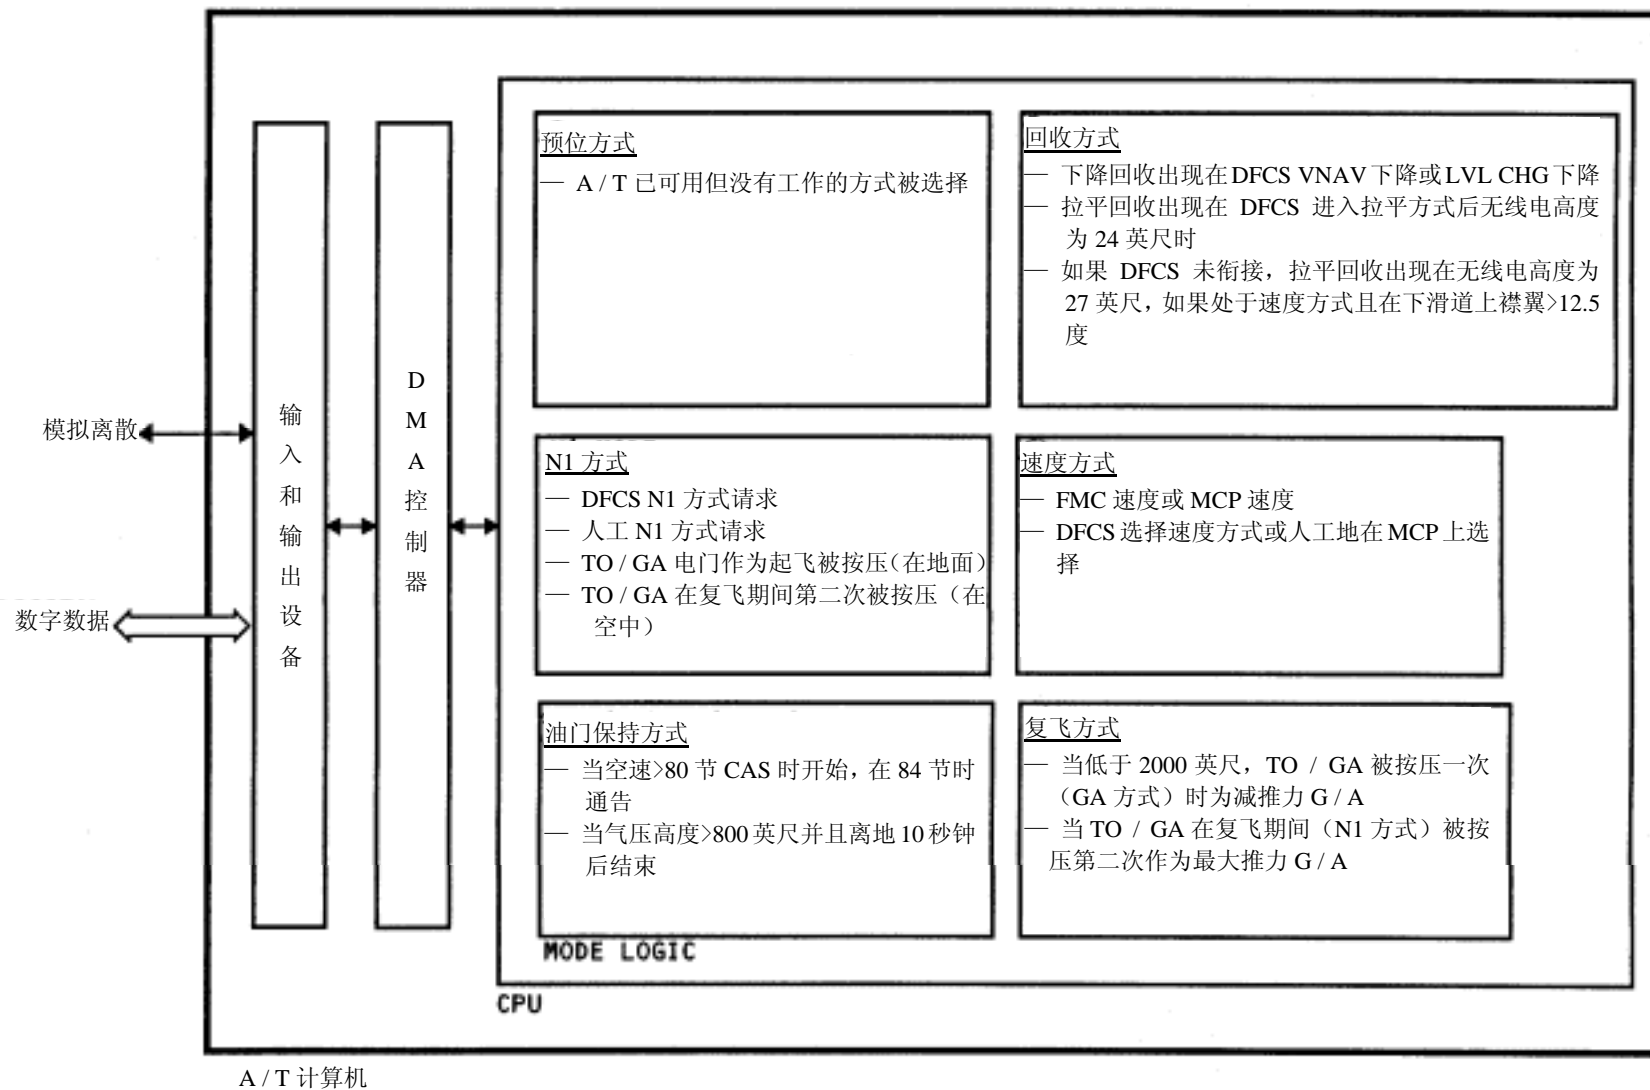 预位方式
— A / T 已可用但没有工作的方式被选择
回收方式
— 下降回收出现在DFCS VNAV下降或LVL CHG下降
— 拉平回收出现在 DFCS 进入拉平方式后无线电高度
为 24 英尺时
— 如果 DFCS 未衔接，拉平回收出现在无线电高度为
27 英尺，如果处于速度方式且在下滑道上襟翼>12.5
度
模拟离散
数字数据
输
入
和
输
出
设
备
D
M
A
控
制
器
N1 方式
— DFCS N1 方式请求
— 人工 N1 方式请求
— TO / GA 电门作为起飞被按压（在地面）
— TO / GA 在复飞期间第二次被按压（在
空中）
速度方式
— FMC 速度或 MCP 速度
— DFCS 选择速度方式或人工地在 MCP 上选
择
油门保持方式
— 当空速>80 节 CAS 时开始，在 84 节时
通告
— 当气压高度>800 英尺并且离地 10 秒钟
后结束
复飞方式
— 当低于 2000 英尺，TO / GA 被按压一次
（GA 方式）时为减推力 G / A
— 当 TO / GA 在复飞期间（N1 方式）被按
压第二次作为最大推力 G / A
MODE LOGIC
CPU
A / T 计算机